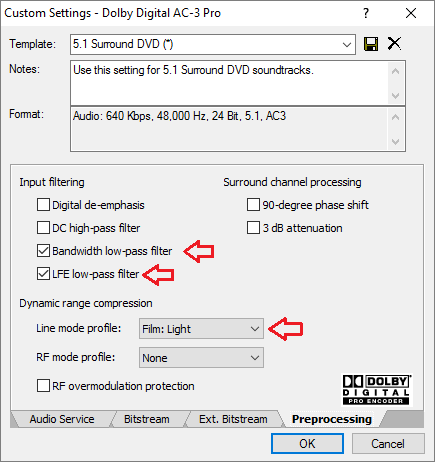 Custom Settings - Dolby Digital AC-3 Pro
Template: 5.1 Surround DVD (*)
Notes: Use this setting for 5.1 Surround DVD soundtracks.
Format: Audio: 640 Kbps, 48,000 Hz, 24 Bit, 5.1, AC3
Input filtering
Digital de-emphasis
DC high-pass filter
Bandwidth low-pass filter
LFE low-pass filter
Surround channel processing
90-degree phase shift
3 dB attenuation
Dynamic range compression
Line mode profile: Film: Light
RF mode profile: None
RF overmodulation protection
DOLBY
DIGITAL
PRO ENCODER
Audio Service Bitstream Ext. Bitstream Preprocessing
OK Cancel